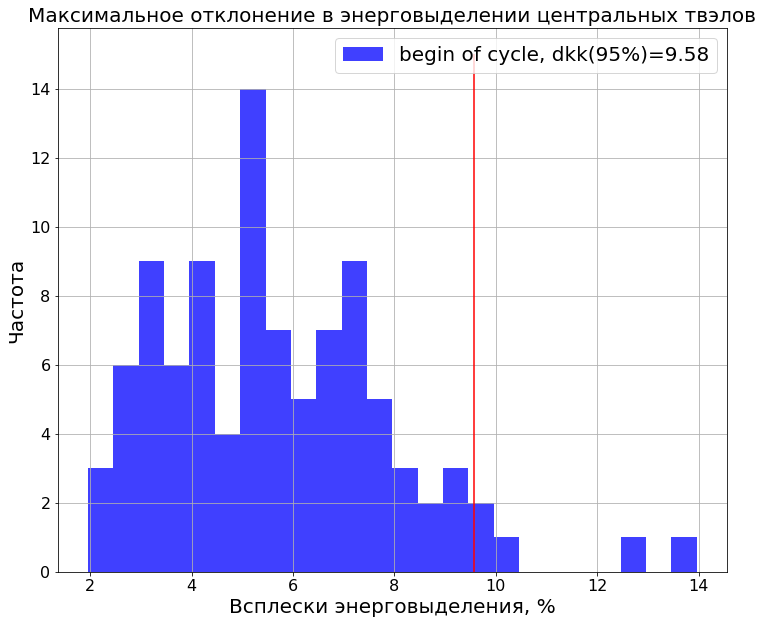 Максимальное отклонение в энерговыделении центральных твэлов
begin of cycle, dkk(95%)=9.58
14
12
10
8
6
4
2
0
Частота
2 4 6 8 10 12 14
Всплески энерговыделения, %